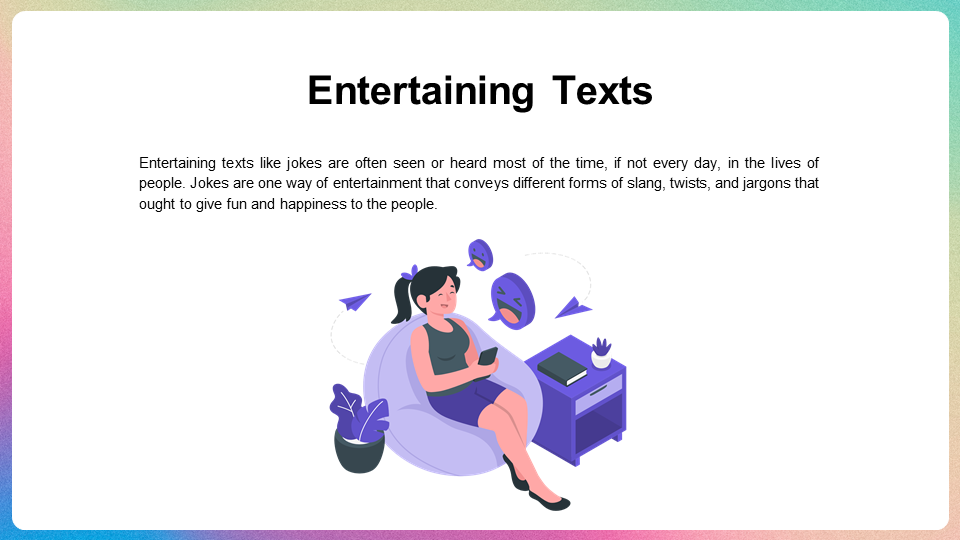 Entertaining Texts
Entertaining texts like jokes are often seen or heard most of the time, if not every day, in the lives of
people. Jokes are one way of entertainment that conveys different forms of slang, twists, and jargons that
ought to give fun and happiness to the people.